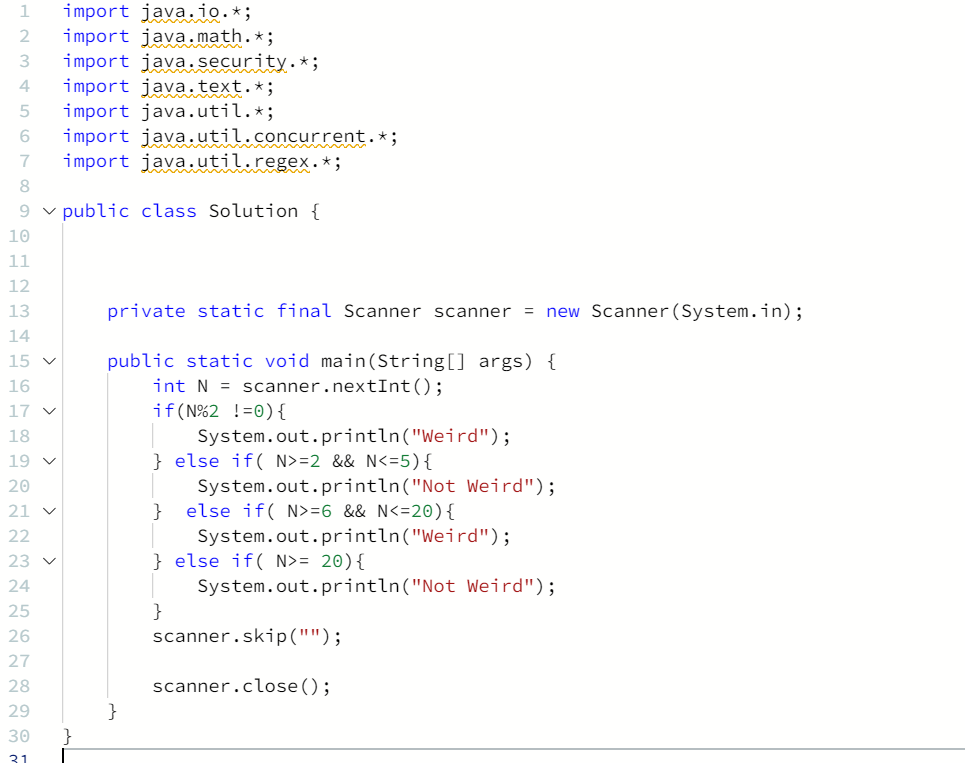 1 import java.io.*;
2 import java.math.*;
3 import java.security.*;
4 import java.text.*;
5 import java.util.*;
6 import java.util.concurrent.*;
7 import java.util.regex.*;
8
9 public class Solution {
10
11
12
13     private static final Scanner scanner = new Scanner(System.in);
14
15     public static void main(String[] args) {
16         int N = scanner.nextInt();
17         if(N%2 !=0){
18             System.out.println("Weird");
19         } else if( N>=2 && N<=5){
20             System.out.println("Not Weird");
21         }  else if( N>=6 && N<=20){
22             System.out.println("Weird");
23         } else if( N>= 20){
24             System.out.println("Not Weird");
25         }
26         scanner.skip("");
27
28         scanner.close();
29     }
30 }
31